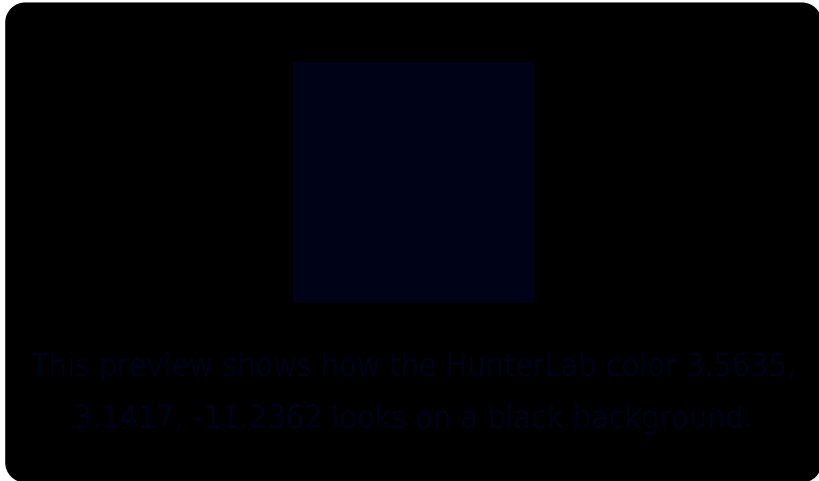 This preview shows how the HunterLab color 3.5635,
3.1417, -11.2362 looks on a black background.